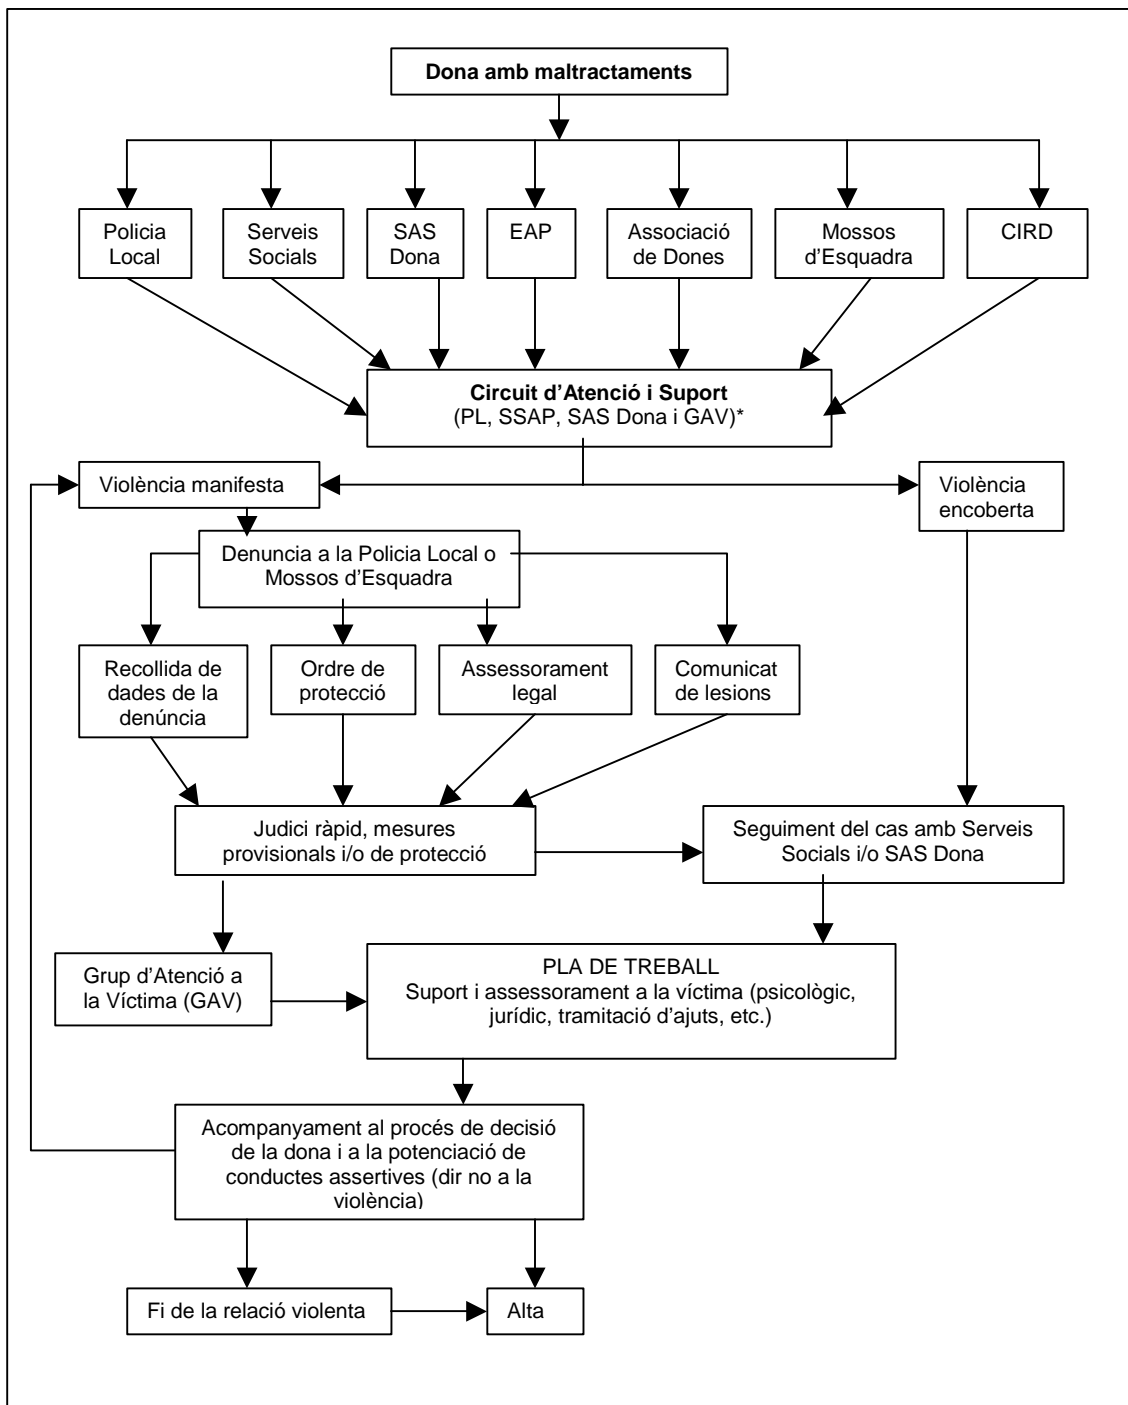 Dona amb maltractaments
Policia
Local
Serveis
Socials
SAS
Dona
EAP
Associació
de Dones
Mossos
d’Esquadra
CIRD
Circuit d’Atenció i Suport
(PL, SSAP, SAS Dona i GAV)*
Violència manifesta
Violència
encoberta
Denuncia a la Policia Local o
Mossos d’Esquadra
Recollida de
dades de la
denúncia
Ordre de
protecció
Assessorament
legal
Comunicat
de lesions
Judici ràpid, mesures
provisionals i/o de protecció
Seguiment del cas amb Serveis
Socials i/o SAS Dona
Grup d’Atenció a
la Víctima (GAV)
PLA DE TREBALL
Suport i assessorament a la víctima (psicològic,
jurídic, tramitació d’ajuts, etc.)
Acompanyament al procés de decisió
de la dona i a la potenciació de
conductes assertives (dir no a la
violència)
Fi de la relació violenta
Alta